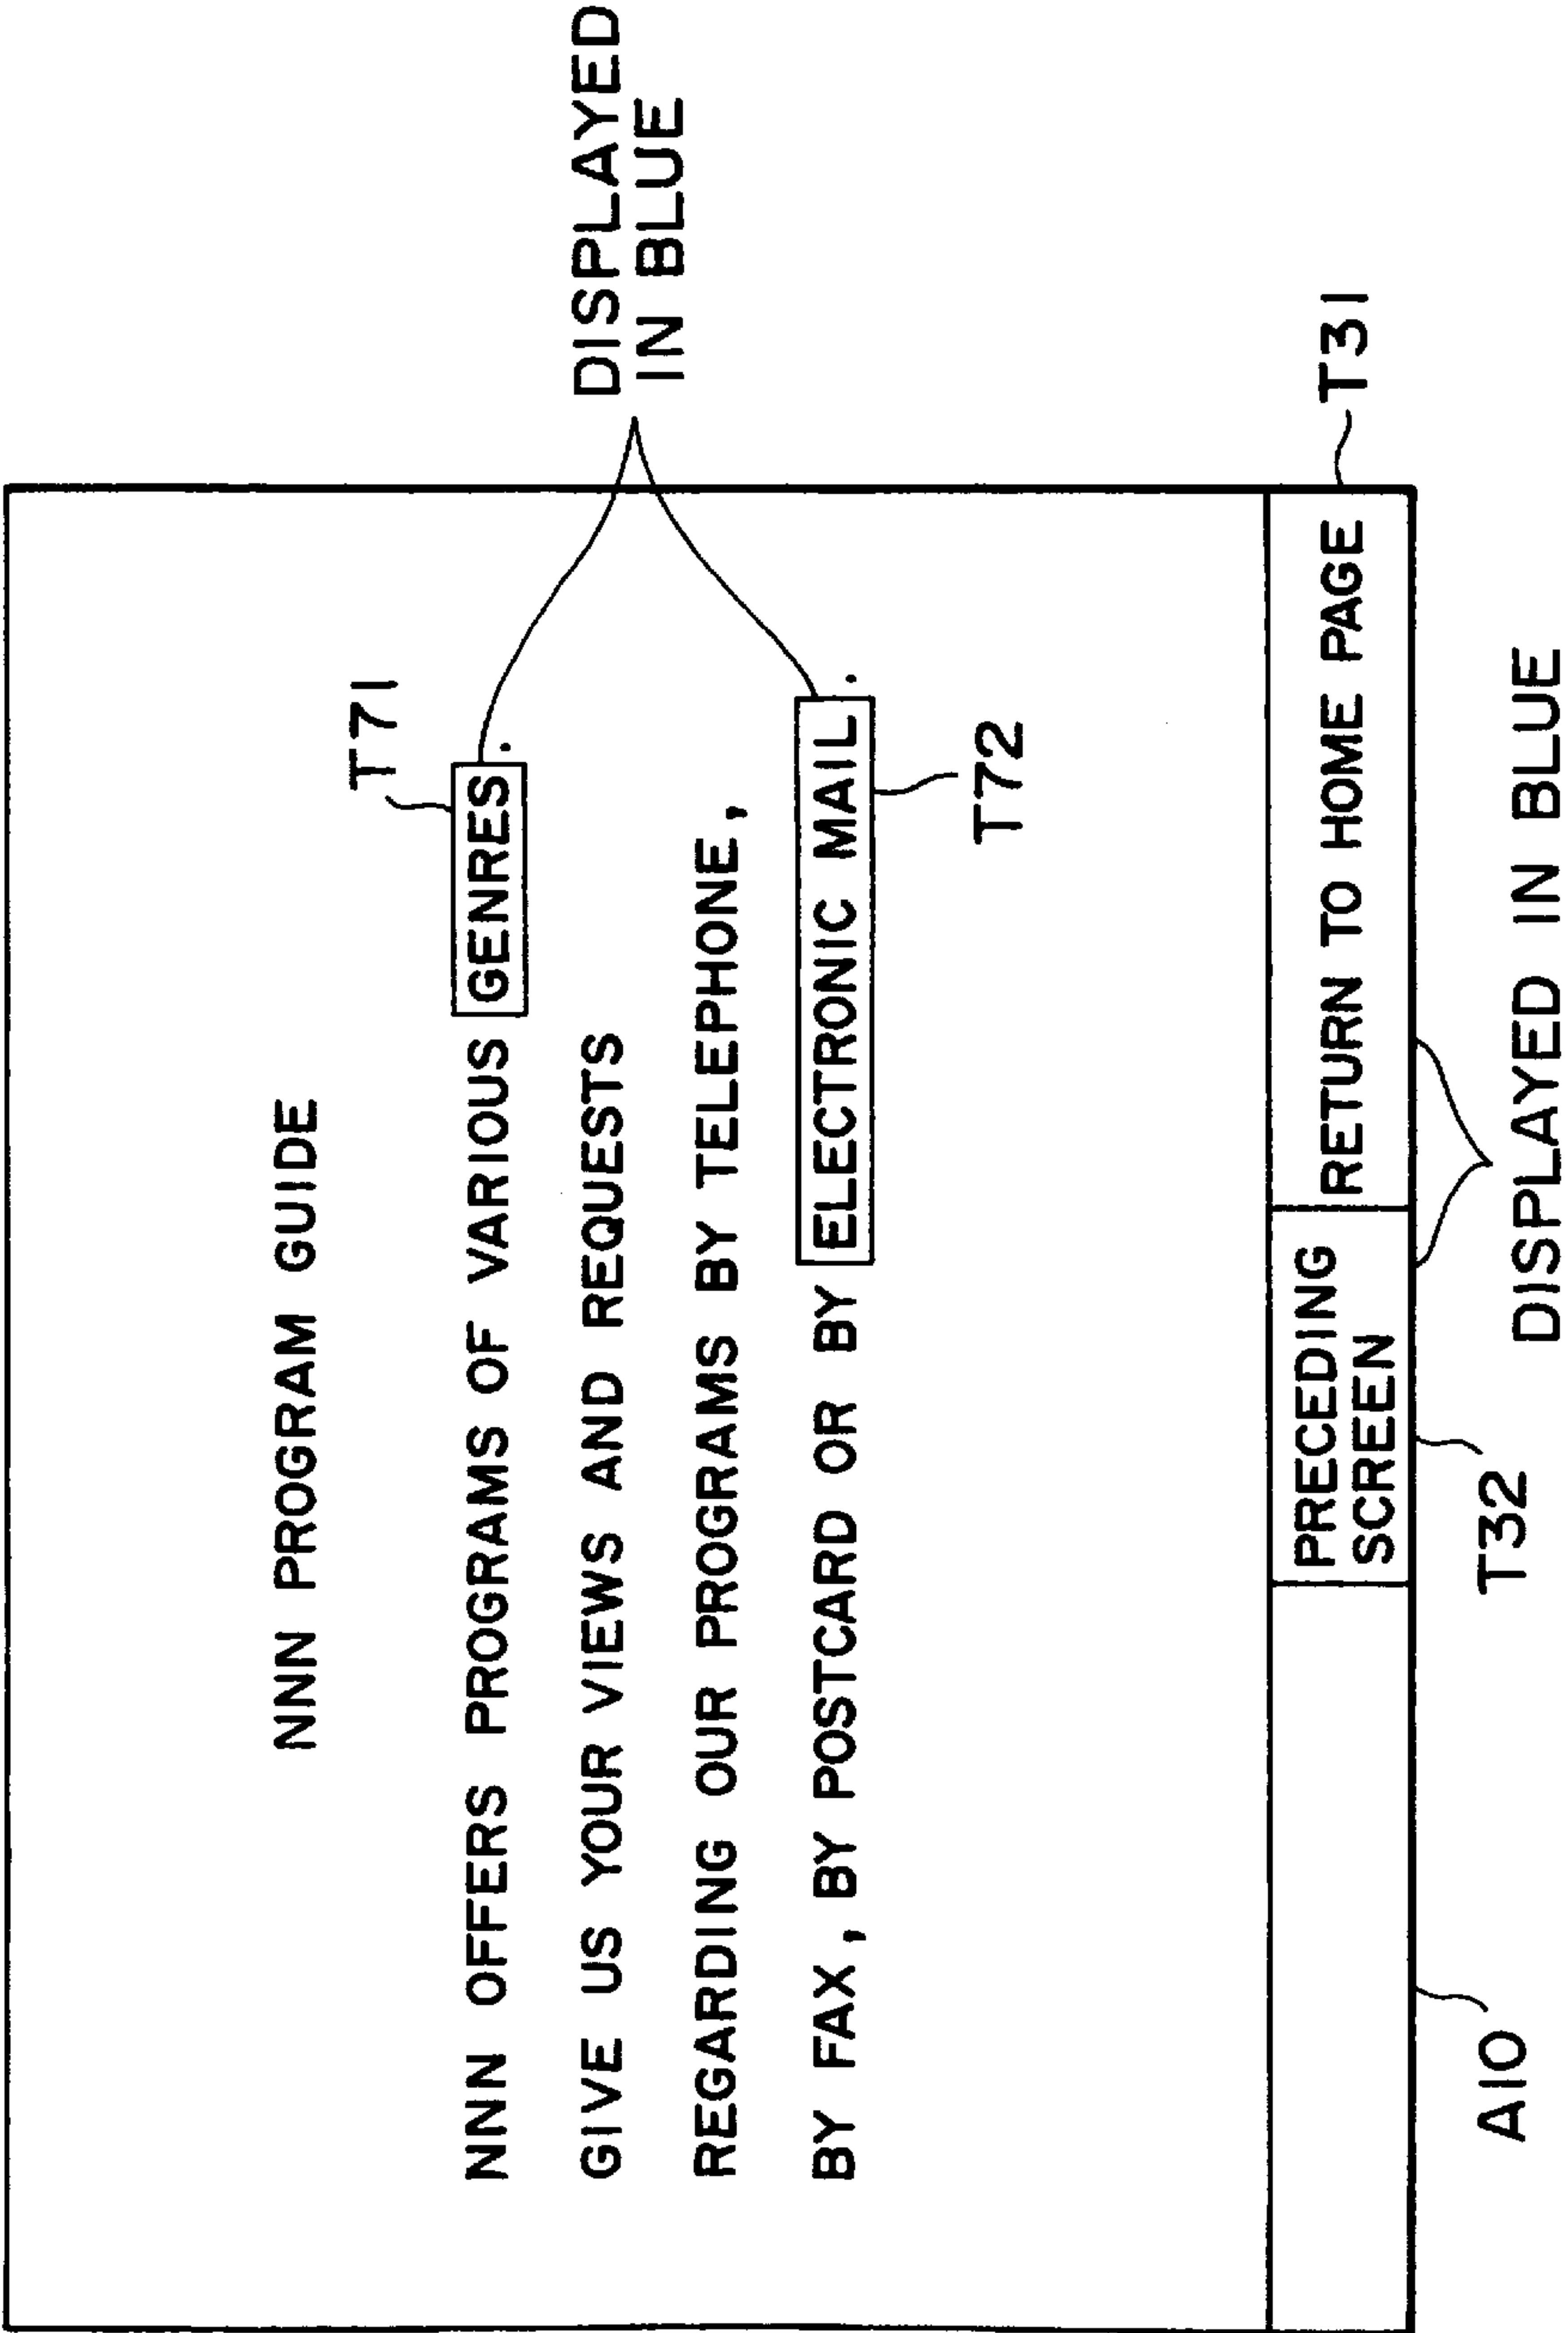 NNN PROGRAM GUIDE
T71
NNN OFFERS PROGRAMS OF VARIOUS GENRES.
GIVE US YOUR VIEWS AND REQUESTS
DISPLAYED
IN BLUE
REGARDING OUR PROGRAMS BY TELEPHONE,
BY FAX, BY POSTCARD OR BY ELECTRONIC MAIL.
T72
PRECEDING
SCREEN
RETURN TO HOME PAGE
T31
A10
T32
DISPLAYED IN BLUE